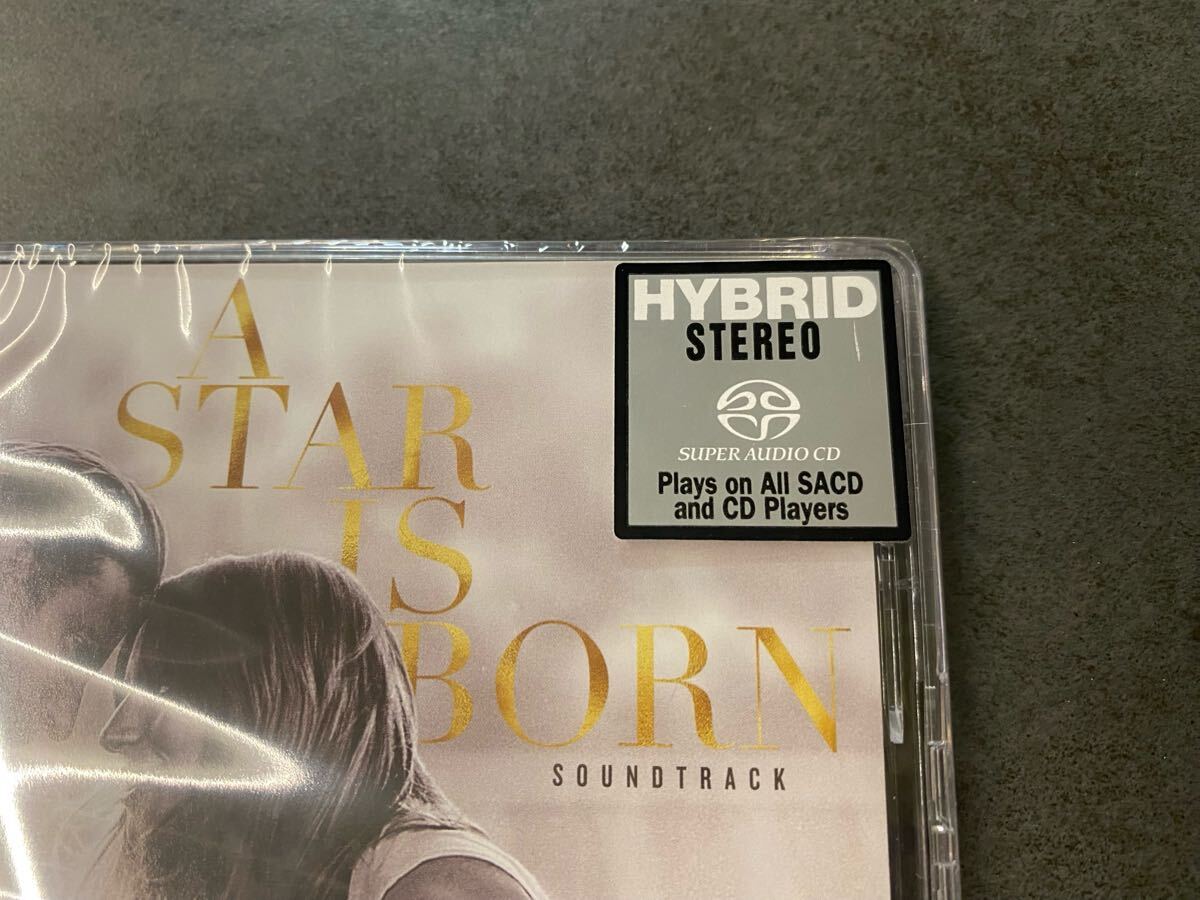 HYBRID
STEREO
SUPER AUDIO CD
Plays on All SACD
and CD Players
A
STAR
IS
BORN
SOUNDTRACK